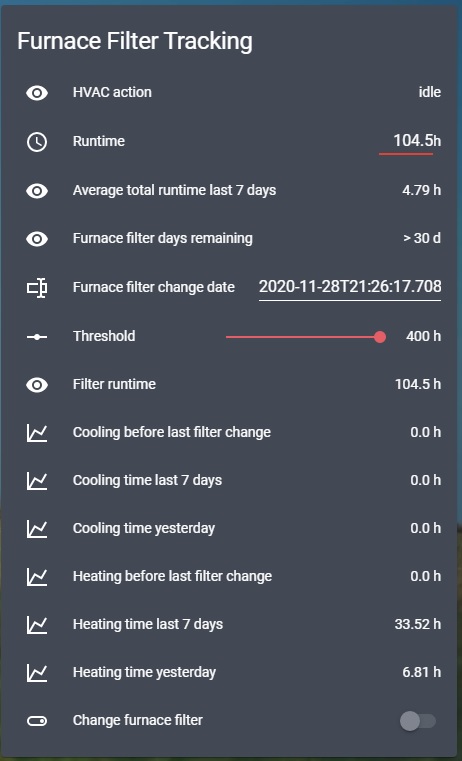 Furnace Filter Tracking
HVAC action idle
Runtime 104.5h
Average total runtime last 7 days 4.79 h
Furnace filter days remaining > 30 d
Furnace filter change date 2020-11-28T21:26:17.708
Threshold 400 h
Filter runtime 104.5 h
Cooling before last filter change 0.0 h
Cooling time last 7 days 0.0 h
Cooling time yesterday 0.0 h
Heating before last filter change 0.0 h
Heating time last 7 days 33.52 h
Heating time yesterday 6.81 h
Change furnace filter